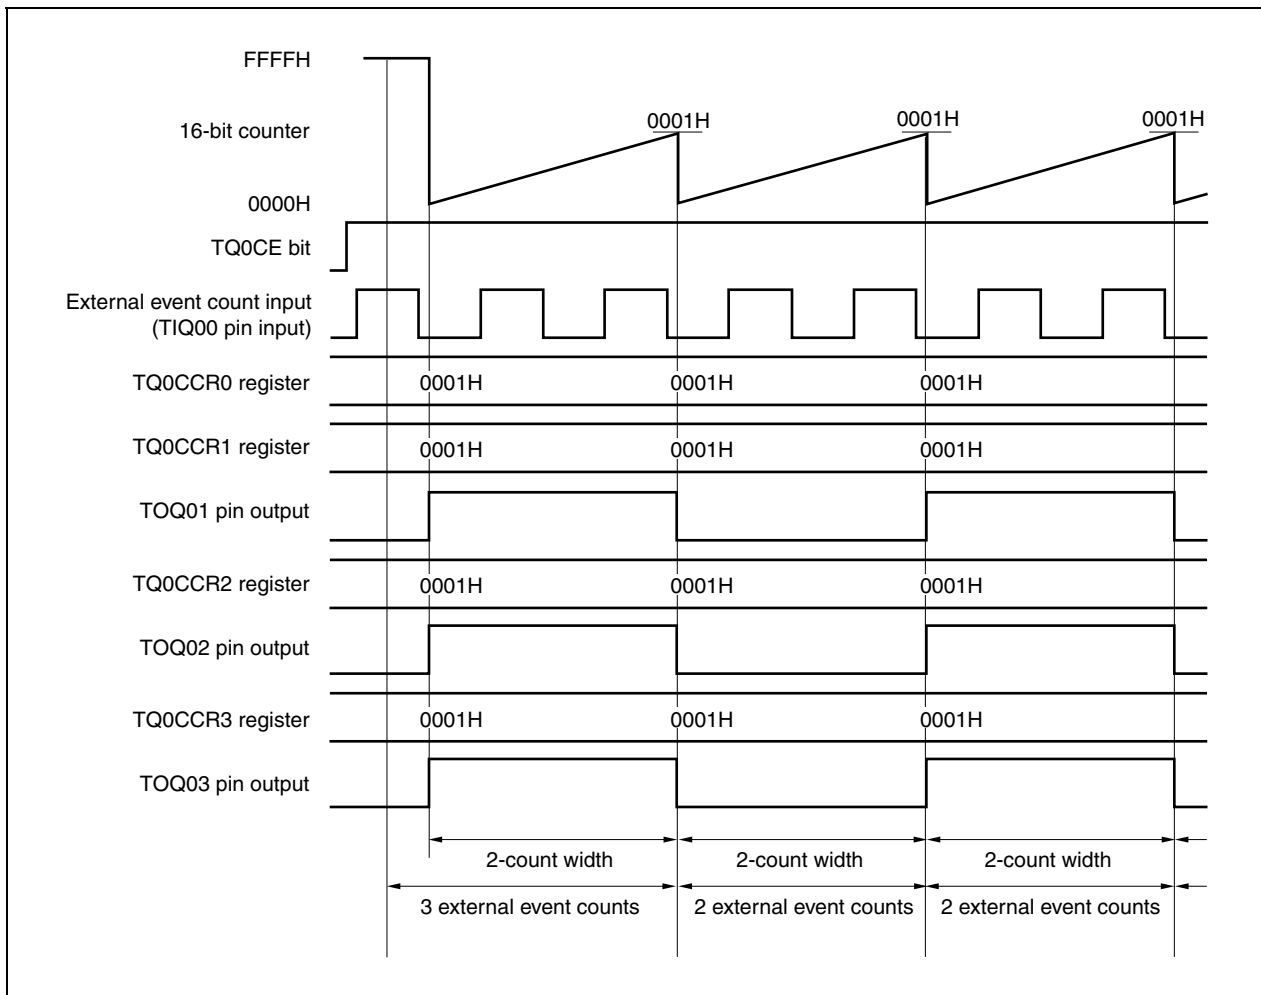 FFFFH
16-bit counter
0001H 0001H 0001H
0000H
TQ0CE bit
External event count input
(TIQ00 pin input)
TQ0CCR0 register 0001H 0001H 0001H
TQ0CCR1 register 0001H 0001H 0001H
TOQ01 pin output
TQ0CCR2 register 0001H 0001H 0001H
TOQ02 pin output
TQ0CCR3 register 0001H 0001H 0001H
TOQ03 pin output
2-count width 2-count width 2-count width
3 external event counts 2 external event counts 2 external event counts